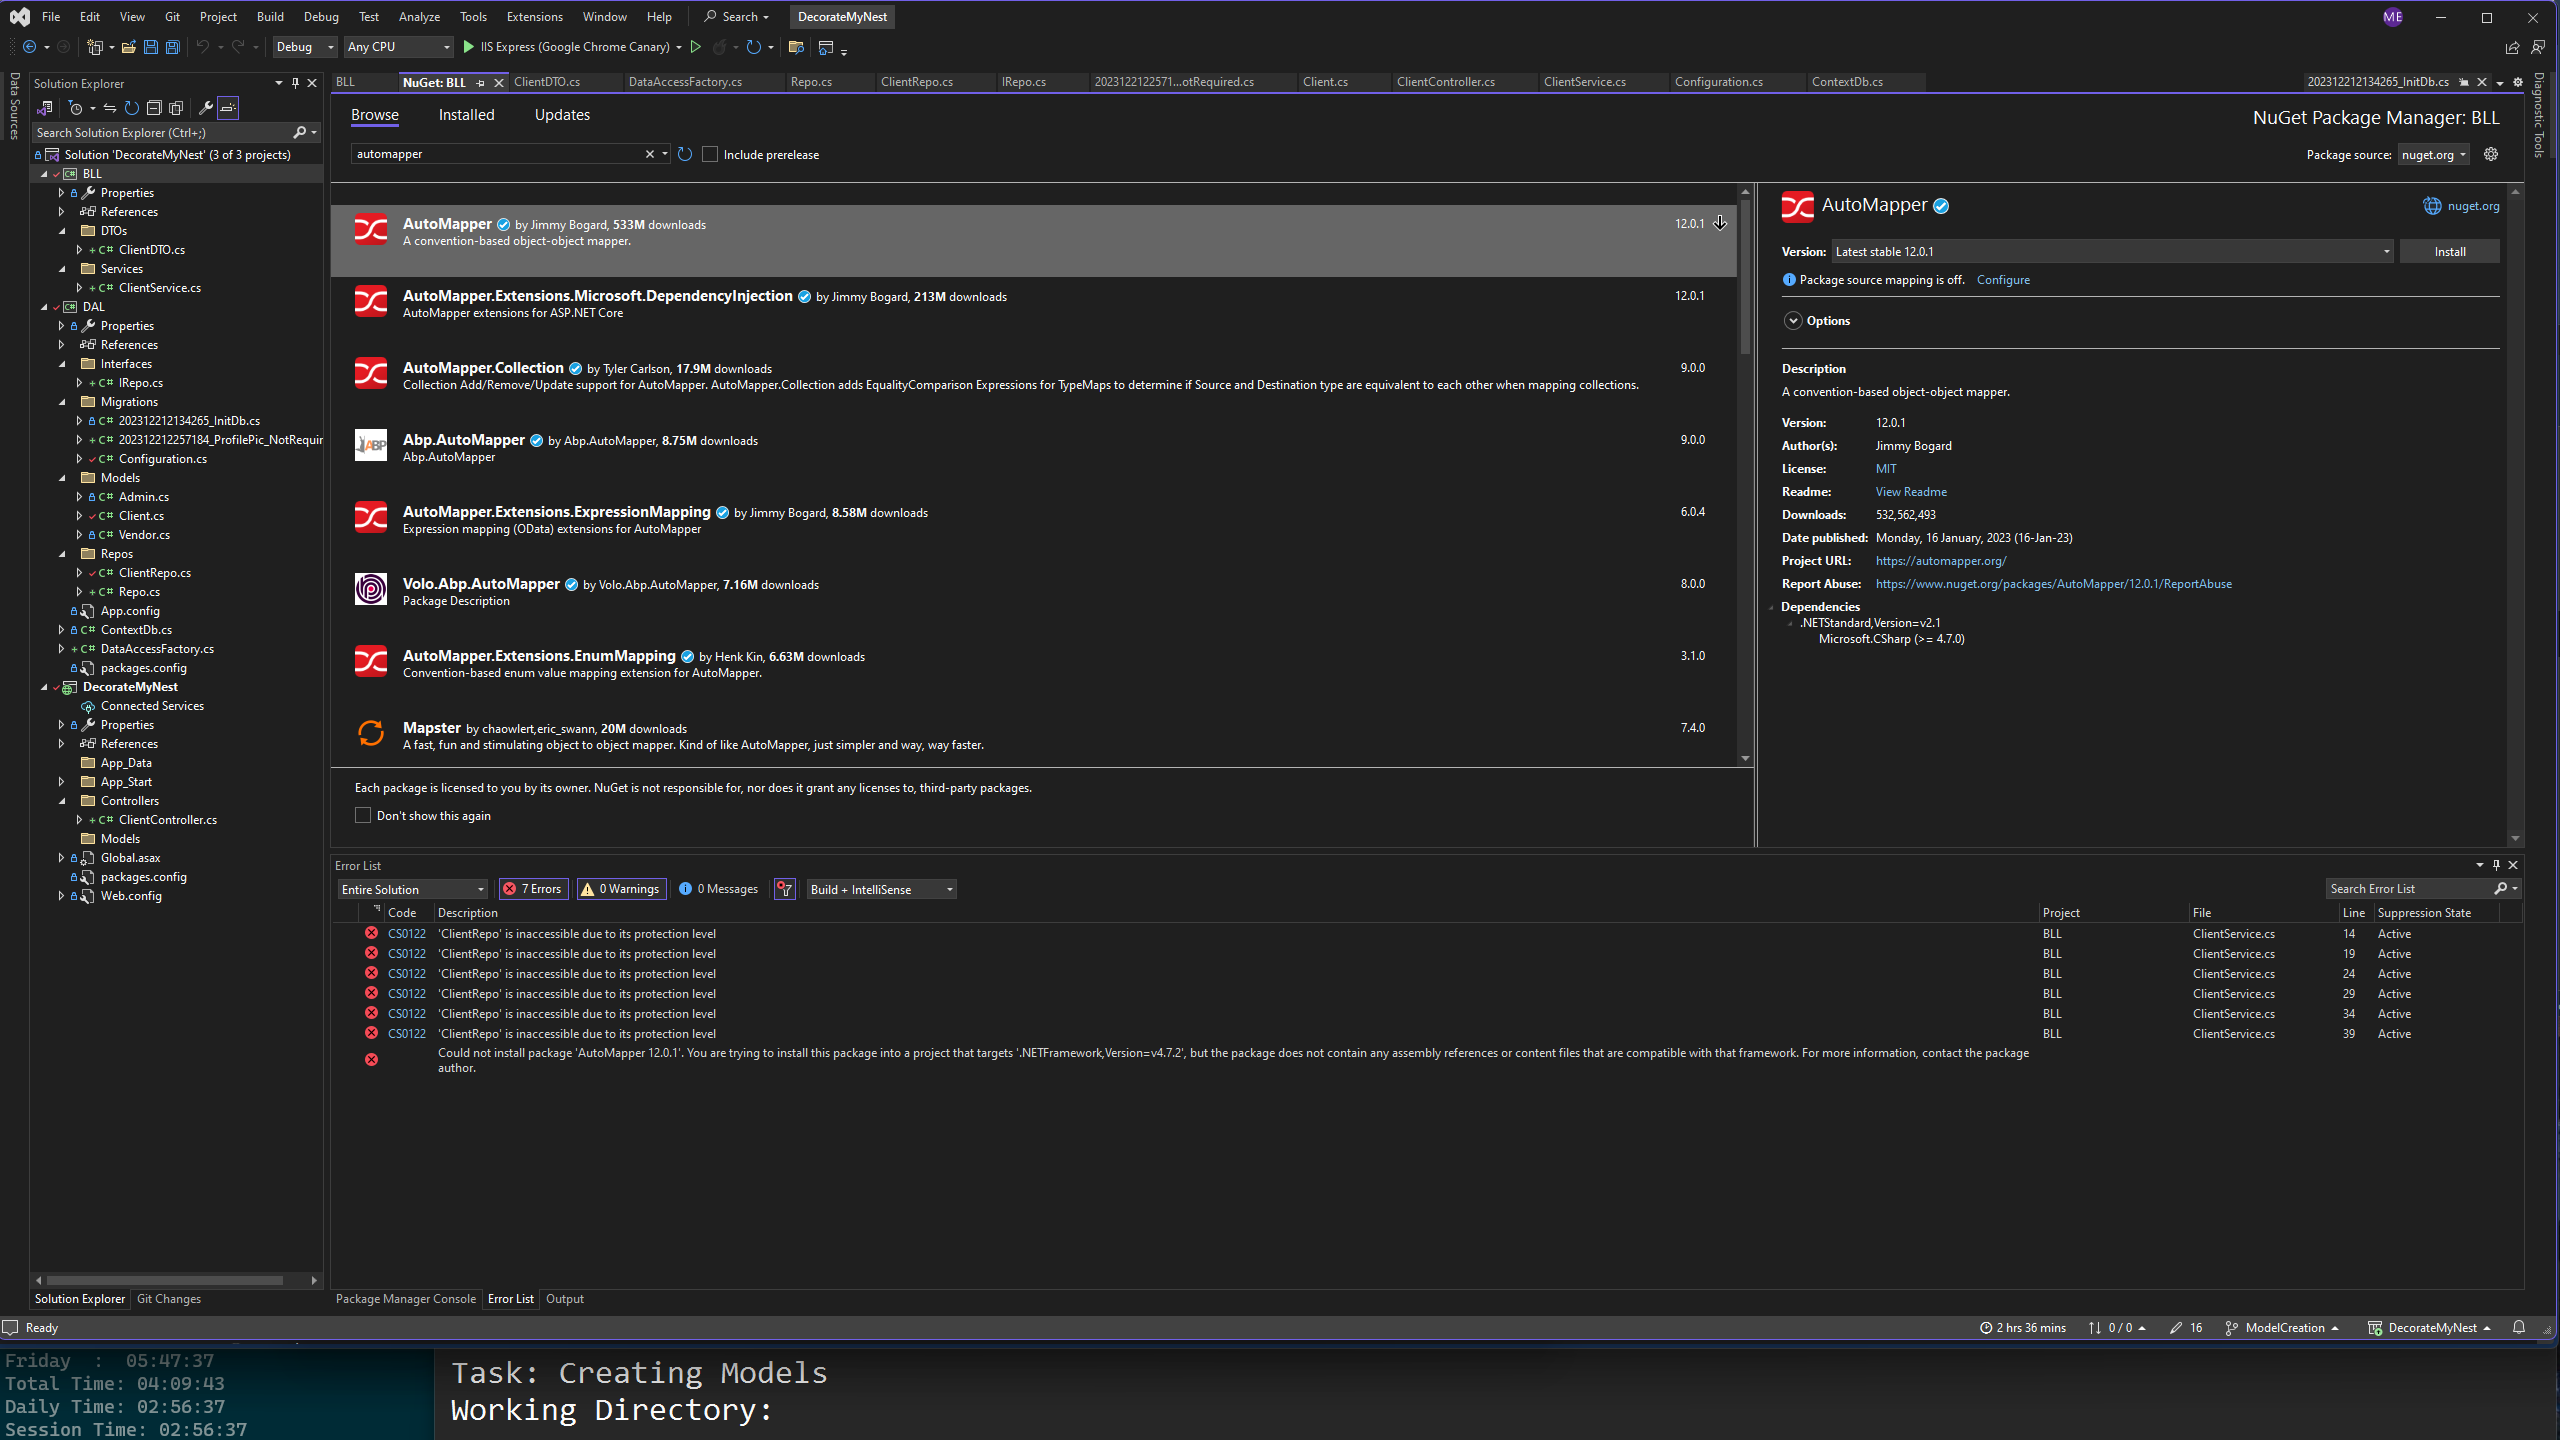 File Edit View Git Project Build Debug Test Analyze Tools Extensions Window Help Search DecorateMyNest ME
Debug Any CPU IIS Express (Google Chrome Canary)
Data Sources
Solution Explorer
Search Solution Explorer (Ctrl+;)
Solution 'DecorateMyNest' (3 of 3 projects)
BLL
Properties
References
DTOs
C# ClientDTO.cs
Services
C# ClientService.cs
DAL
Properties
References
Interfaces
C# IRepo.cs
Migrations
C# 202312212134265_InitDb.cs
C# 202312212257184_ProfilePic_NotRequir
C# Configuration.cs
Models
C# Admin.cs
C# Client.cs
C# Vendor.cs
Repos
C# ClientRepo.cs
C# Repo.cs
App.config
C# ContextDb.cs
C# DataAccessFactory.cs
packages.config
DecorateMyNest
Connected Services
Properties
References
App_Data
App_Start
Controllers
C# ClientController.cs
Models
Global.asax
packages.config
Web.config
Solution Explorer Git Changes
BLL NuGet: BLL ClientDTO.cs DataAccessFactory.cs Repo.cs ClientRepo.cs IRepo.cs 2023122122571...otRequired.cs Client.cs ClientController.cs ClientService.cs Configuration.cs ContextDb.cs 202312212134265_InitDb.cs
Diagnostic Tools
Browse Installed Updates
NuGet Package Manager: BLL
automapper Include prerelease
Package source: nuget.org
AutoMapper by Jimmy Bogard, 533M downloads 12.0.1
A convention-based object-object mapper.
AutoMapper.Extensions.Microsoft.DependencyInjection by Jimmy Bogard, 213M downloads 12.0.1
AutoMapper extensions for ASP.NET Core
AutoMapper.Collection by Tyler Carlson, 17.9M downloads 9.0.0
Collection Add/Remove/Update support for AutoMapper. AutoMapper.Collection adds EqualityComparison Expressions for TypeMaps to determine if Source and Destination type are equivalent to each other when mapping collections.
ABP
Abp.AutoMapper by Abp.AutoMapper, 8.75M downloads 9.0.0
Abp.AutoMapper
AutoMapper.Extensions.ExpressionMapping by Jimmy Bogard, 8.58M downloads 6.0.4
Expression mapping (OData) extensions for AutoMapper
Volo.Abp.AutoMapper by Volo.Abp.AutoMapper, 7.16M downloads 8.0.0
Package Description
AutoMapper.Extensions.EnumMapping by Henk Kin, 6.63M downloads 3.1.0
Convention-based enum value mapping extension for AutoMapper.
Mapster by chaowlert,eric_swann, 20M downloads 7.4.0
A fast, fun and stimulating object to object mapper. Kind of like AutoMapper, just simpler and way, way faster.
Each package is licensed to you by its owner. NuGet is not responsible for, nor does it grant any licenses to, third-party packages.
Don't show this again
AutoMapper nuget.org
Version: Latest stable 12.0.1 Install
Package source mapping is off. Configure
Options
Description
A convention-based object-object mapper.
Version: 12.0.1
Author(s): Jimmy Bogard
License: MIT
Readme: View Readme
Downloads: 532,562,493
Date published: Monday, 16 January, 2023 (16-Jan-23)
Project URL: https://automapper.org/
Report Abuse: https://www.nuget.org/packages/AutoMapper/12.0.1/ReportAbuse
Dependencies
.NETStandard,Version=v2.1
Microsoft.CSharp (>= 4.7.0)
Error List
Entire Solution 7 Errors 0 Warnings 0 Messages Build + IntelliSense Search Error List
Code Description Project File Line Suppression State
CS0122 'ClientRepo' is inaccessible due to its protection level BLL ClientService.cs 14 Active
CS0122 'ClientRepo' is inaccessible due to its protection level BLL ClientService.cs 19 Active
CS0122 'ClientRepo' is inaccessible due to its protection level BLL ClientService.cs 24 Active
CS0122 'ClientRepo' is inaccessible due to its protection level BLL ClientService.cs 29 Active
CS0122 'ClientRepo' is inaccessible due to its protection level BLL ClientService.cs 34 Active
CS0122 'ClientRepo' is inaccessible due to its protection level BLL ClientService.cs 39 Active
Could not install package 'AutoMapper 12.0.1'. You are trying to install this package into a project that targets '.NETFramework,Version=v4.7.2', but the package does not contain any assembly references or content files that are compatible with that framework. For more information, contact the package
author.
Package Manager Console Error List Output
Ready 2 hrs 36 mins 0 / 0 16 ModelCreation DecorateMyNest
Friday : 05:47:37
Total Time: 04:09:43
Daily Time: 02:56:37
Session Time: 02:56:37
Task: Creating Models
Working Directory: